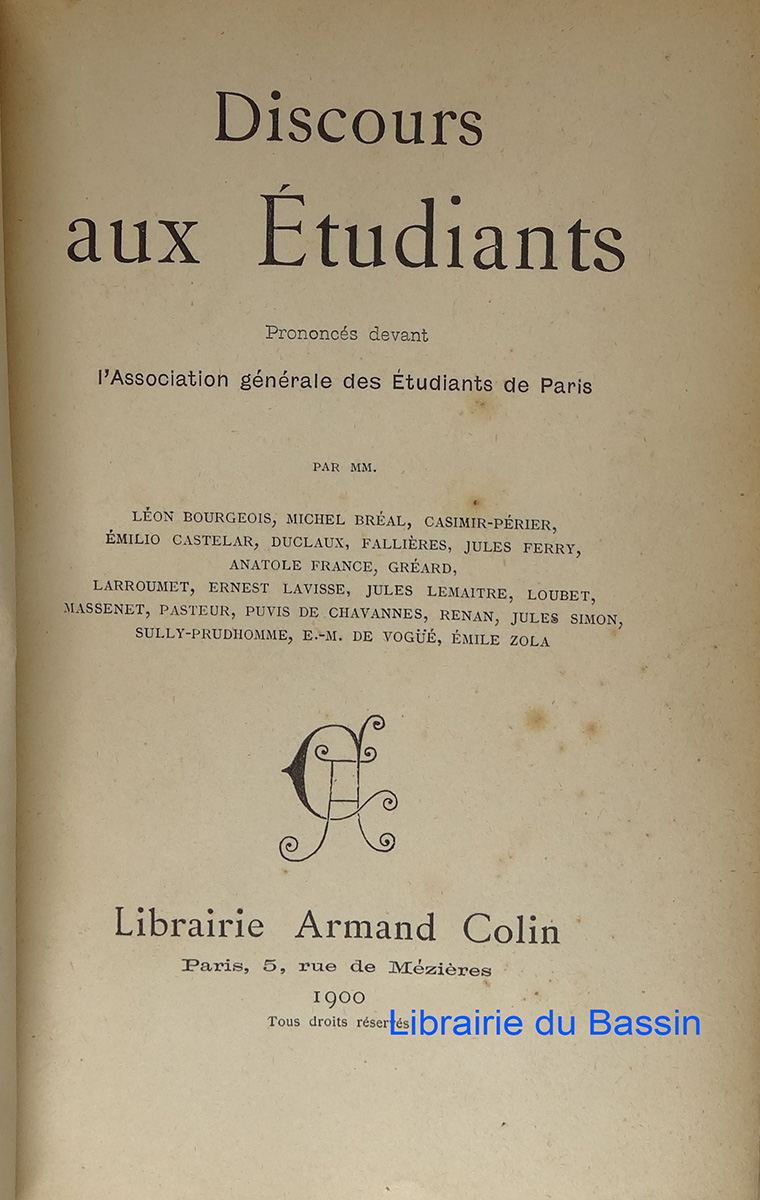 Discours
aux Étudiants
Prononcés devant
l'Association générale des Étudiants de Paris
PAR MM.
LÉON BOURGEOIS, MICHEL BRÉAL, CASIMIR-PÉRIER,
ÉMILIO CASTELAR, DUCLAUX, FALLIÈRES, JULES FERRY,
ANATOLE FRANCE, GRÉARD,
LARROUMET, ERNEST LAVISSE, JULES LEMAITRE, LOUBET,
MASSENET, PASTEUR, PUVIS DE CHAVANNES, RENAN, JULES SIMON,
SULLY-PRUDHOMME, E.-M. DE VOGÜÉ, ÉMILE ZOLA
Librairie Armand Colin
Paris, 5, rue de Mézières
1900
Tous droits réservés
Librairie du Bassin